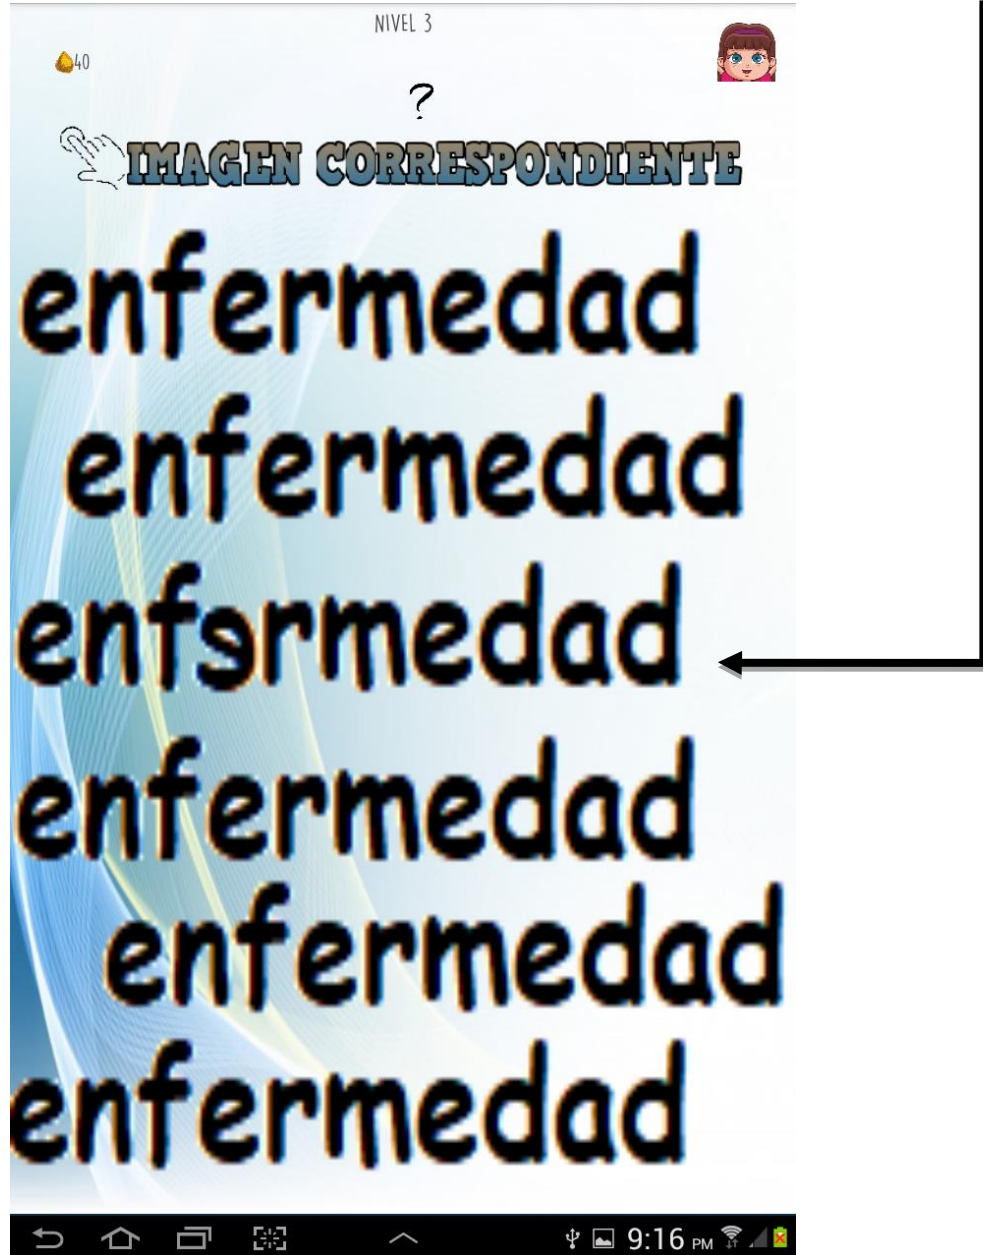 NIVEL 3
40
?
IMAGEN CORRESPONDIENTE
enfermedad
enfermedad
enfɘrmedad
enfermedad
enfermedad
enfermedad
9:16 PM